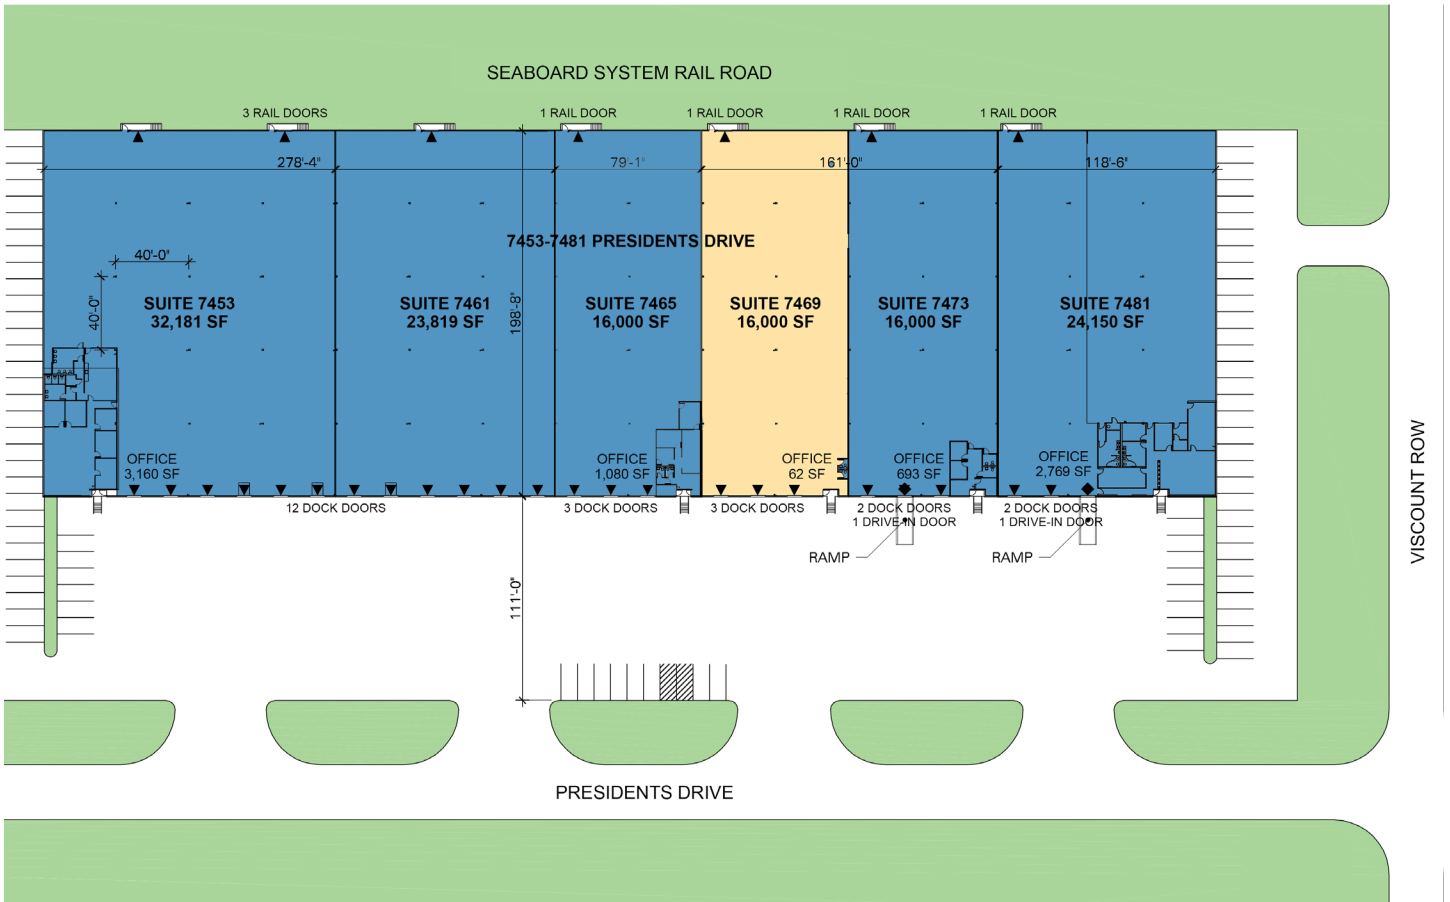 SEABOARD SYSTEM RAIL ROAD
3 RAIL DOORS
1 RAIL DOOR
1 RAIL DOOR
1 RAIL DOOR
1 RAIL DOOR
278'-4"
79'-1"
161'-0"
118'-6"
7453-7481 PRESIDENTS DRIVE
40'-0"
40'-0"
198'-8"
SUITE 7453
32,181 SF
SUITE 7461
23,819 SF
SUITE 7465
16,000 SF
SUITE 7469
16,000 SF
SUITE 7473
16,000 SF
SUITE 7481
24,150 SF
OFFICE
3,160 SF
OFFICE
1,080 SF
OFFICE
62 SF
OFFICE
693 SF
OFFICE
2,769 SF
12 DOCK DOORS
3 DOCK DOORS
3 DOCK DOORS
2 DOCK DOORS
1 DRIVE-IN DOOR
2 DOCK DOORS
1 DRIVE-IN DOOR
RAMP
RAMP
111'-0"
VISCOUNT ROW
PRESIDENTS DRIVE